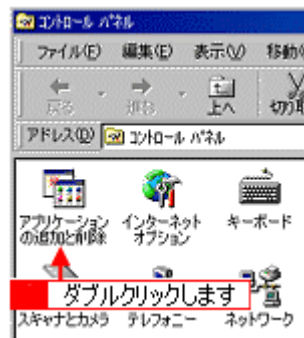 コントロール パネル
ファイル(F) 編集(E) 表示(V) 移動(
戻る 進む 上へ 切り取
アドレス(D) コントロール パネル
アプリケーション
の追加と削除
インターネット
オプション
キーボード
ダブルクリックします
スキャナとカメラ テレフォニー ネットワーク